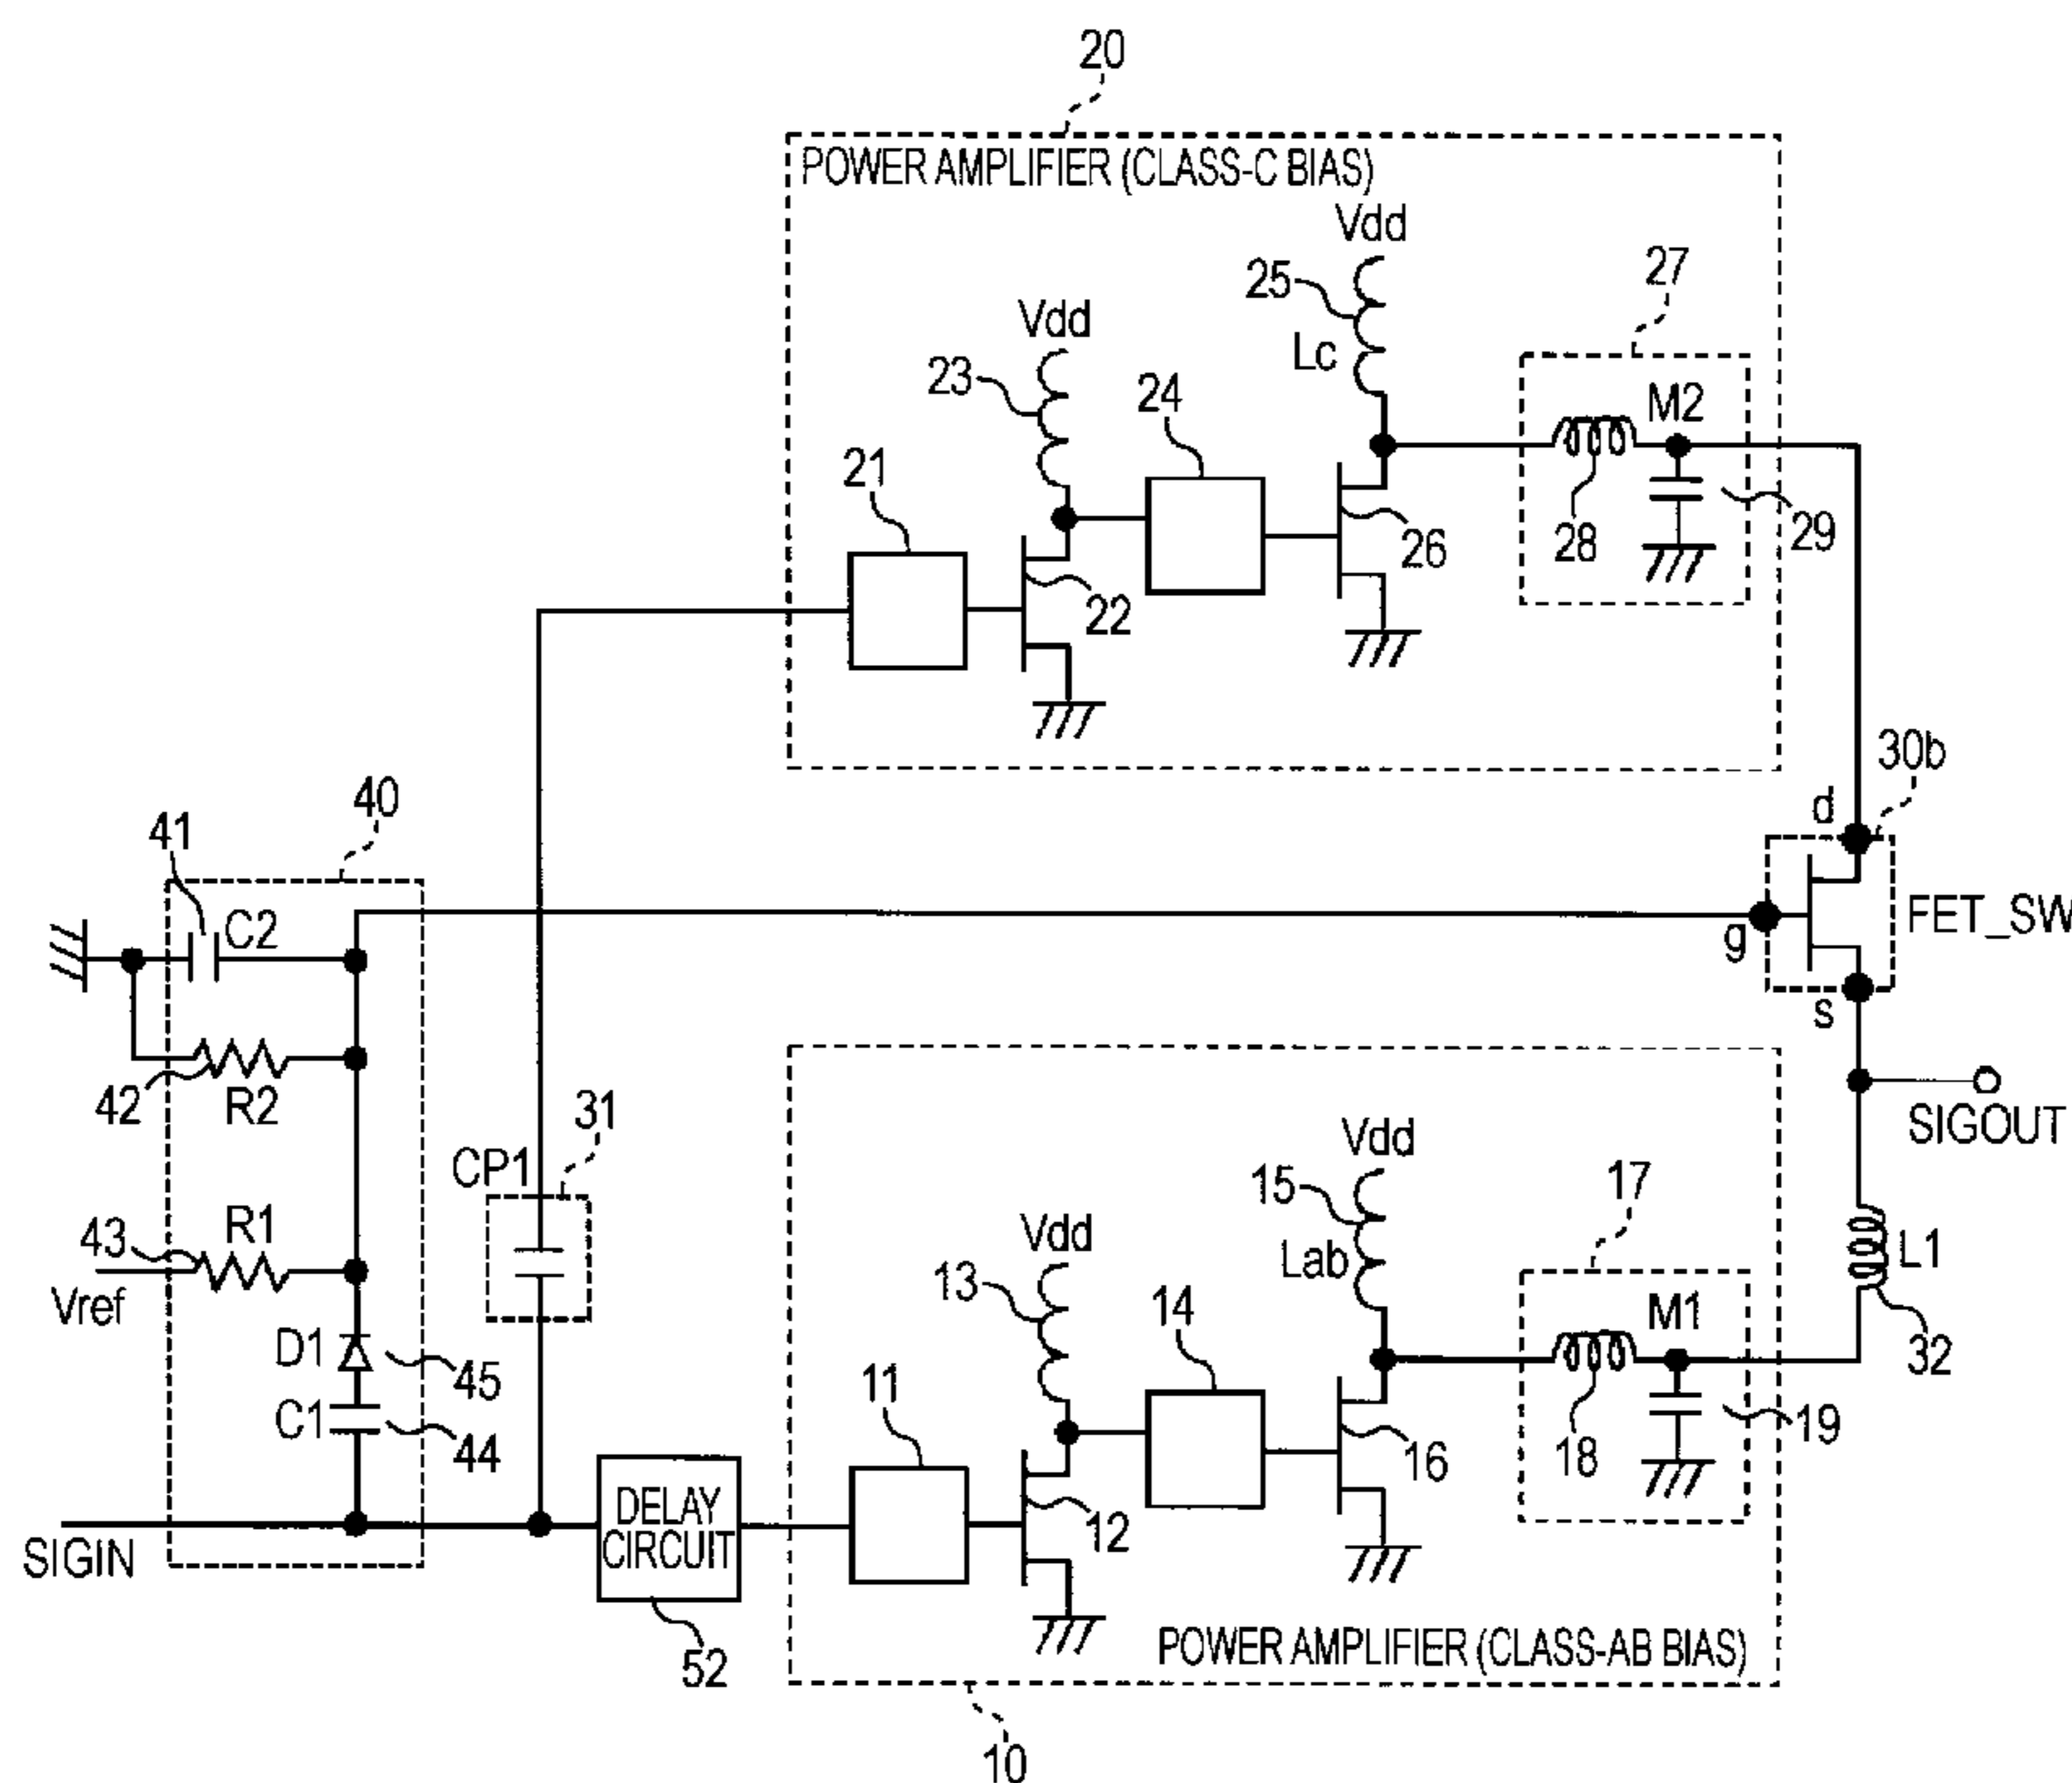 20
POWER AMPLIFIER (CLASS-C BIAS)
Vdd
25
Lc
27
Vdd
23
24
M2
21
22
26
28
29
30b
d
40
41
C2
g
FET_SW
s
42
R2
31
CP1
SIGOUT
Vdd
15
17
43
R1
Vdd
Lab
L1
Vref
13
14
M1
32
D1
45
11
C1
44
12
16
18
19
DELAY
CIRCUIT
SIGIN
52
POWER AMPLIFIER (CLASS-AB BIAS)
10